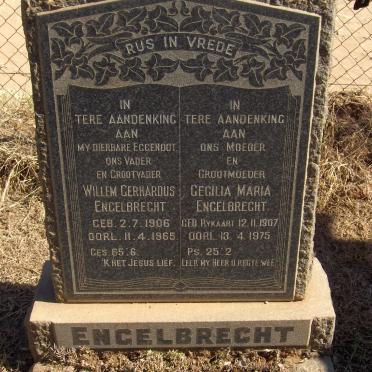 RUS IN VREDE
IN
TERE AANDENKING
AAN
MY DIERBARE EGGENOOT
ONS VADER
EN GROOTVADER
WILLEM GERHARDUS
ENGELBRECHT
GEB. 2.7.1906
OORL. 11.4.1965
GES. 65:6.
'K HET JESUS LIEF.
IN
TERE AANDENKING
AAN
ONS MOEDER
EN
GROOTMOEDER
CECILIA MARIA
ENGELBRECHT.
GEB RYKAART 12.11.1907
OORL. 13.4.1975
PS. 25:2
LEER MY HEER U REGTE WEE
ENGELBRECHT